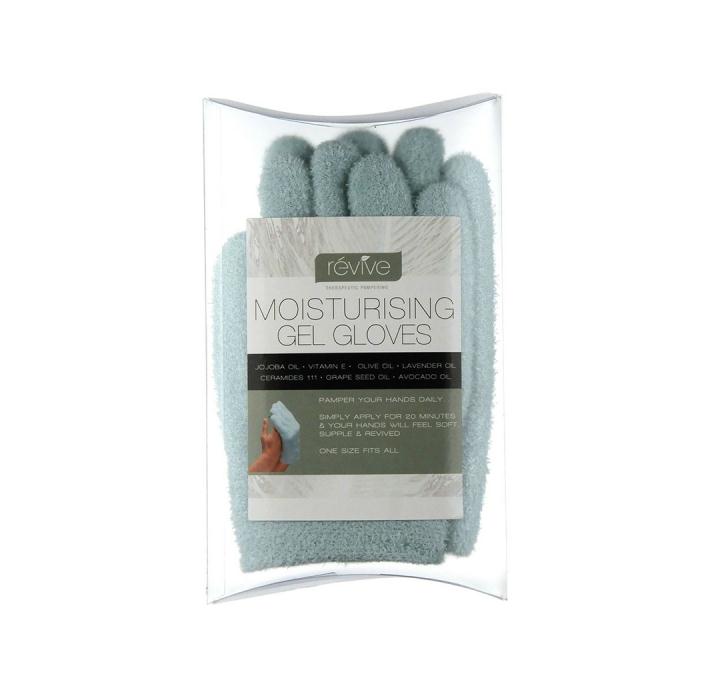 révive
THERAPEUTIC PAMPERING
MOISTURISING
GEL GLOVES
JOJOBA OIL • VITAMIN E • OLIVE OIL • LAVENDER OIL
CERAMIDES 111 • GRAPE SEED OIL • AVOCADO OIL
PAMPER YOUR HANDS DAILY
SIMPLY APPLY FOR 20 MINUTES
& YOUR HANDS WILL FEEL SOFT,
SUPPLE & REVIVED
ONE SIZE FITS ALL